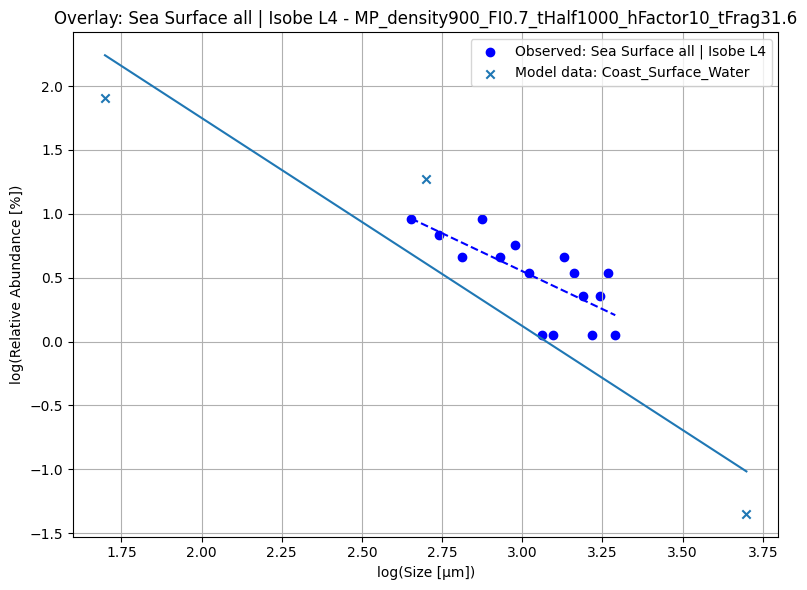 Overlay: Sea Surface all | Isobe L4 - MP_density900_FI0.7_tHalf1000_hFactor10_tFrag31.6
Observed: Sea Surface all | Isobe L4
Model data: Coast_Surface_Water
log(Relative Abundance [%])
2.0
1.5
1.0
0.5
0.0
−0.5
−1.0
−1.5
1.75 2.00 2.25 2.50 2.75 3.00 3.25 3.50 3.75
log(Size [μm])